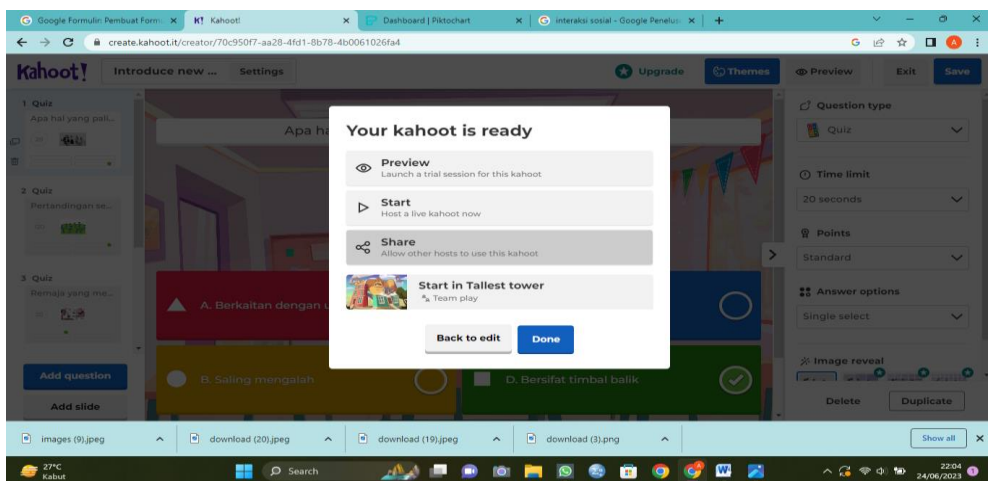 Google Formulir: Pembuat Form
Kahoot!
Dashboard | Piktochart
interaksi sosial - Google Penelus
create.kahoot.it/creator/70c950f7-aa28-4fd1-8b78-4b0061026fa4
Kahoot!
Introduce new ...
Settings
Upgrade
Themes
Preview
Exit
Save
1 Quiz
Apa hal yang pali...
2 Quiz
Pertandingan se...
3 Quiz
Remaja yang me...
Add question
Add slide
Apa ha
A. Berkaitan dengan u
B. Saling mengalah
D. Bersifat timbal balik
Your kahoot is ready
Preview
Launch a trial session for this kahoot
Start
Host a live kahoot now
Share
Allow other hosts to use this kahoot
Start in Tallest tower
Team play
Back to edit
Done
Question type
Quiz
Time limit
20 seconds
Points
Standard
Answer options
Single select
Image reveal
Delete
Duplicate
images (9).jpeg
download (20).jpeg
download (19).jpeg
download (3).png
Show all
27°C
Kabut
Search
22:04
24/06/2023